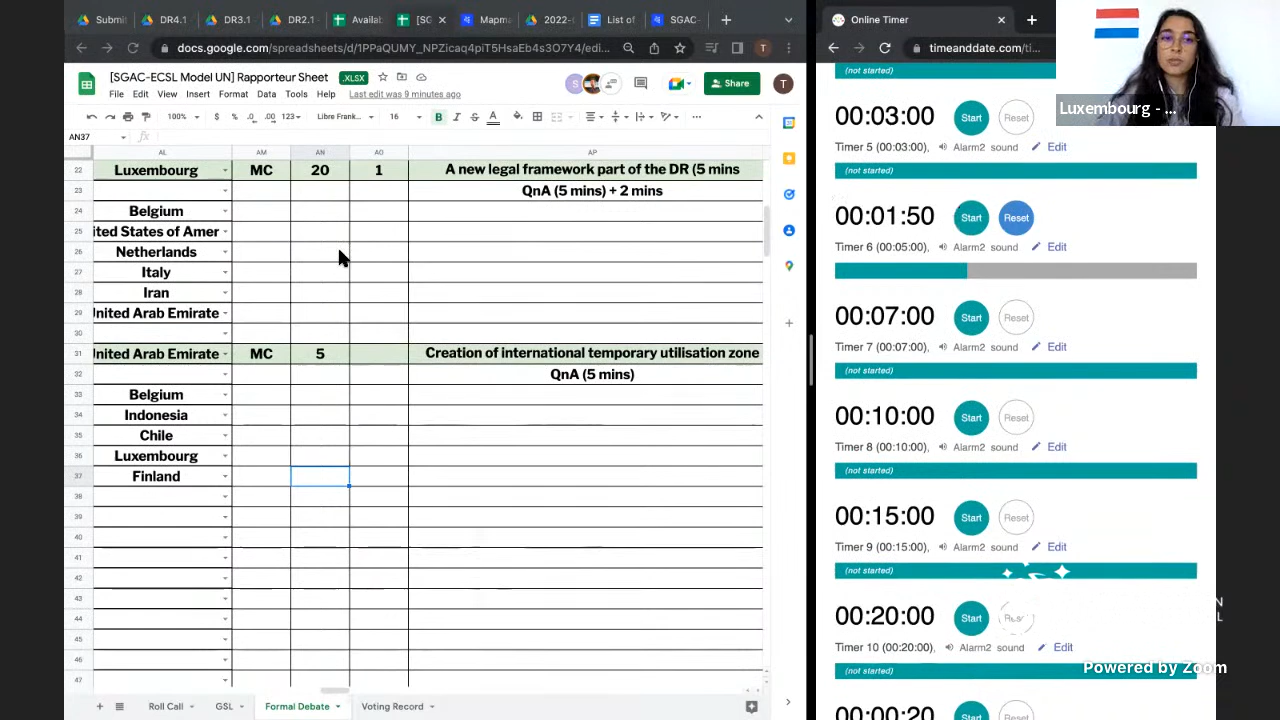 Submi
DR4.1
DR3.1
DR2.1
Availab
[SG
Mapma
2022-
List of
SGAC-
docs.google.com/spreadsheets/d/1PPaQUMY_NPZicaqPipT5HsaEb4s3O7Y4/edi...
T
[SGAC-ECSL Model UN] Rapporteur Sheet
.XLSX
File Edit View Insert Format Data Tools Help
Last edit was 9 minutes ago
S
Share
T
100%
$ % .0 .00 123
Libre Frank...
16
B I S A
AN37
fx
AL AM AN AO AP
22 Luxembourg MC 20 1 A new legal framework part of the DR (5 mins
23 QnA (5 mins) + 2 mins
24 Belgium
25 ited States of Amer
26 Netherlands
27 Italy
28 Iran
29 United Arab Emirate
30
31 United Arab Emirate MC 5 Creation of international temporary utilisation zone
32 QnA (5 mins)
33 Belgium
34 Indonesia
35 Chile
36 Luxembourg
37 Finland
38
39
40
41
42
43
44
45
46
47
Roll Call
GSL
Formal Debate
Voting Record
Online Timer
timeanddate.com/ti...
(not started)
00:03:00 Start Reset
Timer 5 (00:03:00), Alarm2 sound Edit
(not started)
00:01:50 Start Reset
Timer 6 (00:05:00), Alarm2 sound Edit
00:07:00 Start Reset
Timer 7 (00:07:00), Alarm2 sound Edit
(not started)
00:10:00 Start Reset
Timer 8 (00:10:00), Alarm2 sound Edit
(not started)
00:15:00 Start Reset
Timer 9 (00:15:00), Alarm2 sound Edit
(not started)
00:20:00 Start Reset
Timer 10 (00:20:00), Alarm2 sound Edit
(not started)
00:00:20 Start Reset
Luxembourg - ...
N
L
Powered by Zoom